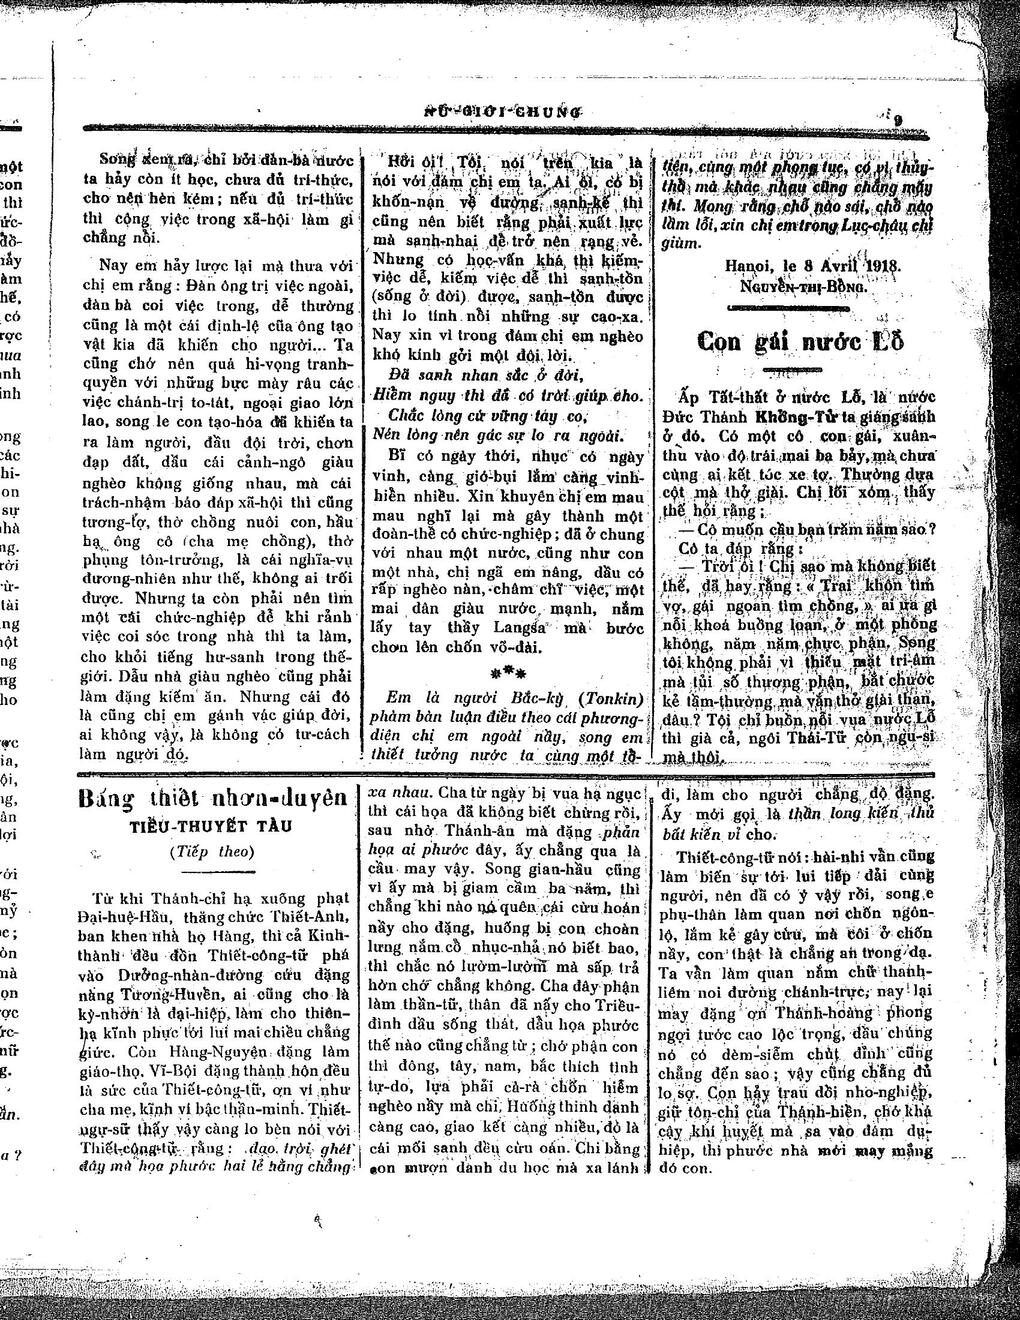 NỮ-GIỚI-CHUNG
9
Song xem ra, chỉ bởi đàn-bà nước
ta hãy còn ít học, chưa đủ trí-thức,
cho nên hèn kém; nếu đủ trí-thức
thì cộng việc trong xã-hội làm gì
chẳng nỗi.
Nay em hảy lược lại mà thưa với
chị em rằng: Đàn ông trị việc ngoài,
đàn bà coi việc trong, dễ thường
cũng là một cái định-lệ của ông tạo
vật kia đã khiến cho người... Ta
cũng chớ nên quá hi-vọng tranh-
quyền với những bực mày râu các
việc chánh-trị to-tát, ngoại giao lớn
lao, song le con tạo-hóa đã khiến ta
ra làm người, đầu đội trời, chơn
đạp đất, dầu cái cảnh-ngộ giàu
nghèo không giống nhau, mà cái
trách-nhậm báo đáp xã-hội thì cũng
tương-tợ, thờ chồng nuôi con, hầu
hạ ông cô (cha mẹ chồng), thờ
phụng tôn-trưởng, là cái nghĩa-vụ
đương-nhiên như thế, không ai trối
được. Nhưng ta còn phải nên tìm
một cái chức-nghiệp để khi rảnh
việc coi sóc trong nhà thì ta làm,
cho khỏi tiếng hư-sanh trong thế-
giới. Dẫu nhà giàu nghèo cũng phải
làm đặng kiếm ăn. Nhưng cái đó
là cũng chị em gánh vác giúp đời,
ai không vậy, là không có tư-cách
làm người đó.
Hỡi ôi! Tôi nói trên kia là
nói với đám chị em ta. Ai ôi, có bị
khốn-nạn về đường sanh-kế thì
cũng nên biết rằng phải xuất lực
mà sanh-nhai để trở nên rạng vẻ.
Nhưng có học-vấn khá thì kiếm-
việc dễ, kiếm việc dễ thì sanh-tồn
(sống ở đời) được, sanh-tồn được
thì lo tính nỗi những sự cao-xa.
Nay xin vì trong đám chị em nghèo
khó kính gởi một đôi lời.
Đã sanh nhan sắc ở đời,
Hiểm nguy thì đã có trời giúp cho.
Chắc lòng cứ vững tay co,
Nén lòng nên gác sự lo ra ngoài.
Bĩ có ngày thới, nhục có ngày
vinh, càng gió-bụi lắm càng vinh-
hiển nhiều. Xin khuyên chị em mau
mau nghĩ lại mà gây thành một
đoàn-thể có chức-nghiệp; đã ở chung
với nhau một nước, cũng như con
một nhà, chị ngã em nâng, dầu có
rấp nghèo nàn, chăm chỉ việc, một
mai dân giàu nước mạnh, nắm
lấy tay thầy Langsa mà bước
chơn lên chốn võ-đài.
***
Em là người Bắc-kỳ (Tonkin)
phàm bàn luận điều theo cái phương-
diện chị em ngoài nầy, song em
thiết tưởng nước ta cùng một tổ-
tiên, cùng một phong tục, có vì thủy-
thổ mà khác nhau cũng chẳng mấy
thí. Mong rằng chỗ nào sái, chỗ nào
lầm lỗi, xin chị em trong Lục-châu chỉ
giùm.
Hanoi, le 8 Avril 1918.
NGUYỄN-THỊ-BỒNG.
Con gái nước Lỗ
Ấp Tất-thất ở nước Lỗ, là nước
Đức Thánh Khổng-Tử ta giáng sanh
ở đó. Có một cô con gái, xuân-
thu vào độ trái mai ba bảy, mà chưa
cùng ai kết tóc xe tơ. Thường dựa
cột mà thở giài. Chị lối xóm thấy
thế hỏi rằng:
— Cô muốn cầu bạn trăm năm sao?
Cô ta đáp rằng:
— Trời ôi! Chị sao mà không biết
thế, đã hay rằng: « Trai khôn tìm
vợ, gái ngoan tìm chồng, » ai ưa gì
nỗi khoá buồng loan, ở một phòng
không, năm năm chực phận. Song
tôi không phải vì thiếu mặt tri-âm
mà tủi số thương phận, bắt chước
kẻ tầm-thường mà vắn thở giài than,
đâu? Tôi chỉ buồn nỗi vua nước Lỗ
thì già cả, ngôi Thái-Tử còn ngu-si
mà thôi.
Bằng thiết nhơn-duyên
TIỂU-THUYẾT TÀU
(Tiếp theo)
Từ khi Thánh-chỉ hạ xuống phạt
Đại-huệ-Hầu, thăng chức Thiết-Anh,
ban khen nhà họ Hàng, thì cả Kinh-
thành đều đồn Thiết-công-tử phá
vào Dưỡng-nhàn-đường cứu đặng
nàng Tương-Huyền, ai cũng cho là
kỳ-nhơn là đại-hiệp, làm cho thiên-
hạ kĩnh phục tới lui mai chiều chẳng
giứt. Còn Hàng-Nguyện đặng làm
giáo-thọ, Vĩ-Bội đặng thành hôn đều
là sức của Thiết-công-tử, ơn ví như
cha mẹ, kĩnh ví bậc thần-minh. Thiết-
ngự-sử thấy vậy càng lo bèn nói với
Thiết-công-tử rằng: đạo trời ghét
đầy mà họa phước hai lẻ hằng chẳng
xa nhau. Cha từ ngày bị vua hạ ngục
thì cái họa đã không biết chừng rồi,
sau nhờ Thánh-ân mà đặng phản
họa ai phước đây, ấy chẳng qua là
cầu may vậy. Song gian-hầu cũng
vì ấy mà bị giam cầm ba năm, thì
chẳng khi nào nó quên cái cừu hoán
nầy cho đặng, huống bị con choàn
lưng nắm cổ nhục-nhả nó biết bao,
thì chắc nó lườm-lườm mà sấp trả
hờn chớ chẳng không. Cha đây phận
làm thần-tử, thân đã nấy cho Triều-
đình dầu sống thát, dầu họa phước
thế nào cũng chẳng từ; chớ phận con
thì đông, tây, nam, bắc thích tình
tự-do, lựa phải cà-rà chốn hiểm
nghèo nầy mà chi, Huống thinh danh
càng cao, giao kết càng nhiều, đó là
cái mối sanh đều cừu oán. Chi bằng
con mượn danh du học mà xa lánh
đi, làm cho người chẳng độ đặng.
Ấy mới gọi là thần long kiến thủ
bất kiến vỉ cho.
Thiết-công-tử nói: hài-nhi vẫn cũng
làm biến sự tới lui tiếp đải cùng
người, nên đã có ý vậy rồi, song e
phụ-thân làm quan nơi chốn ngôn-
lộ, lắm kẻ gây cừu, mà côi ở chốn
nầy, con thật là chẳng an trong dạ.
Ta vẫn làm quan nắm chữ thanh-
liêm noi đường chánh-trực, nay lại
may đặng ơn Thánh-hoàng phong
ngợi tước cao lộc trọng, dầu chúng
nó có dèm-siểm chút đỉnh cũng
chẳng đến sao; vậy cũng chẳng đủ
lo sợ. Con hãy trau dồi nho-nghiệp,
giữ tôn-chỉ của Thánh-hiền, chớ khá
cậy khí huyết mà sa vào đám du-
hiệp, thì phước nhà mới may mắng
đó con.